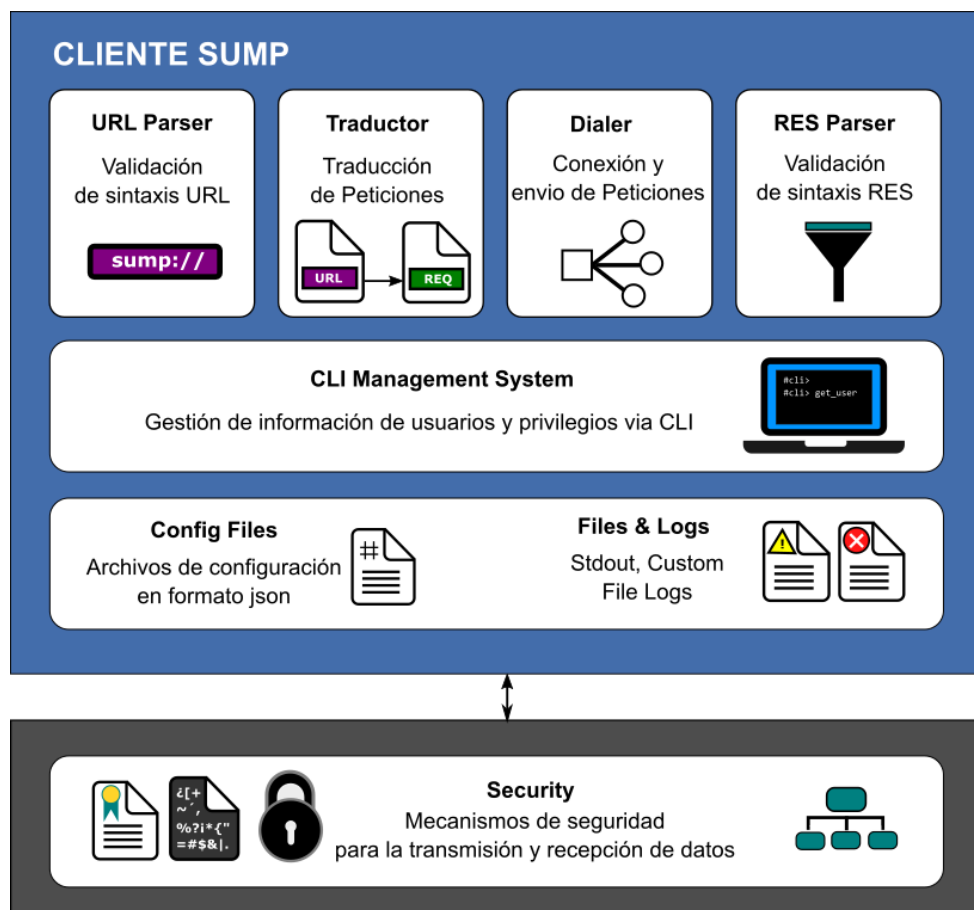 CLIENTE SUMP
URL Parser
Validación
de sintaxis URL
sump://
Traductor
Traducción
de Peticiones
URL
REQ
Dialer
Conexión y
envio de Peticiones
RES Parser
Validación
de sintaxis RES
CLI Management System
Gestión de información de usuarios y privilegios via CLI
#cli>
#cli> get_user
Config Files
Archivos de configuración
en formato json
#
Files & Logs
Stdout, Custom
File Logs
!
Security
Mecanismos de seguridad
para la transmisión y recepción de datos
¿[+
~´,
%?i*{"
=#$&|.